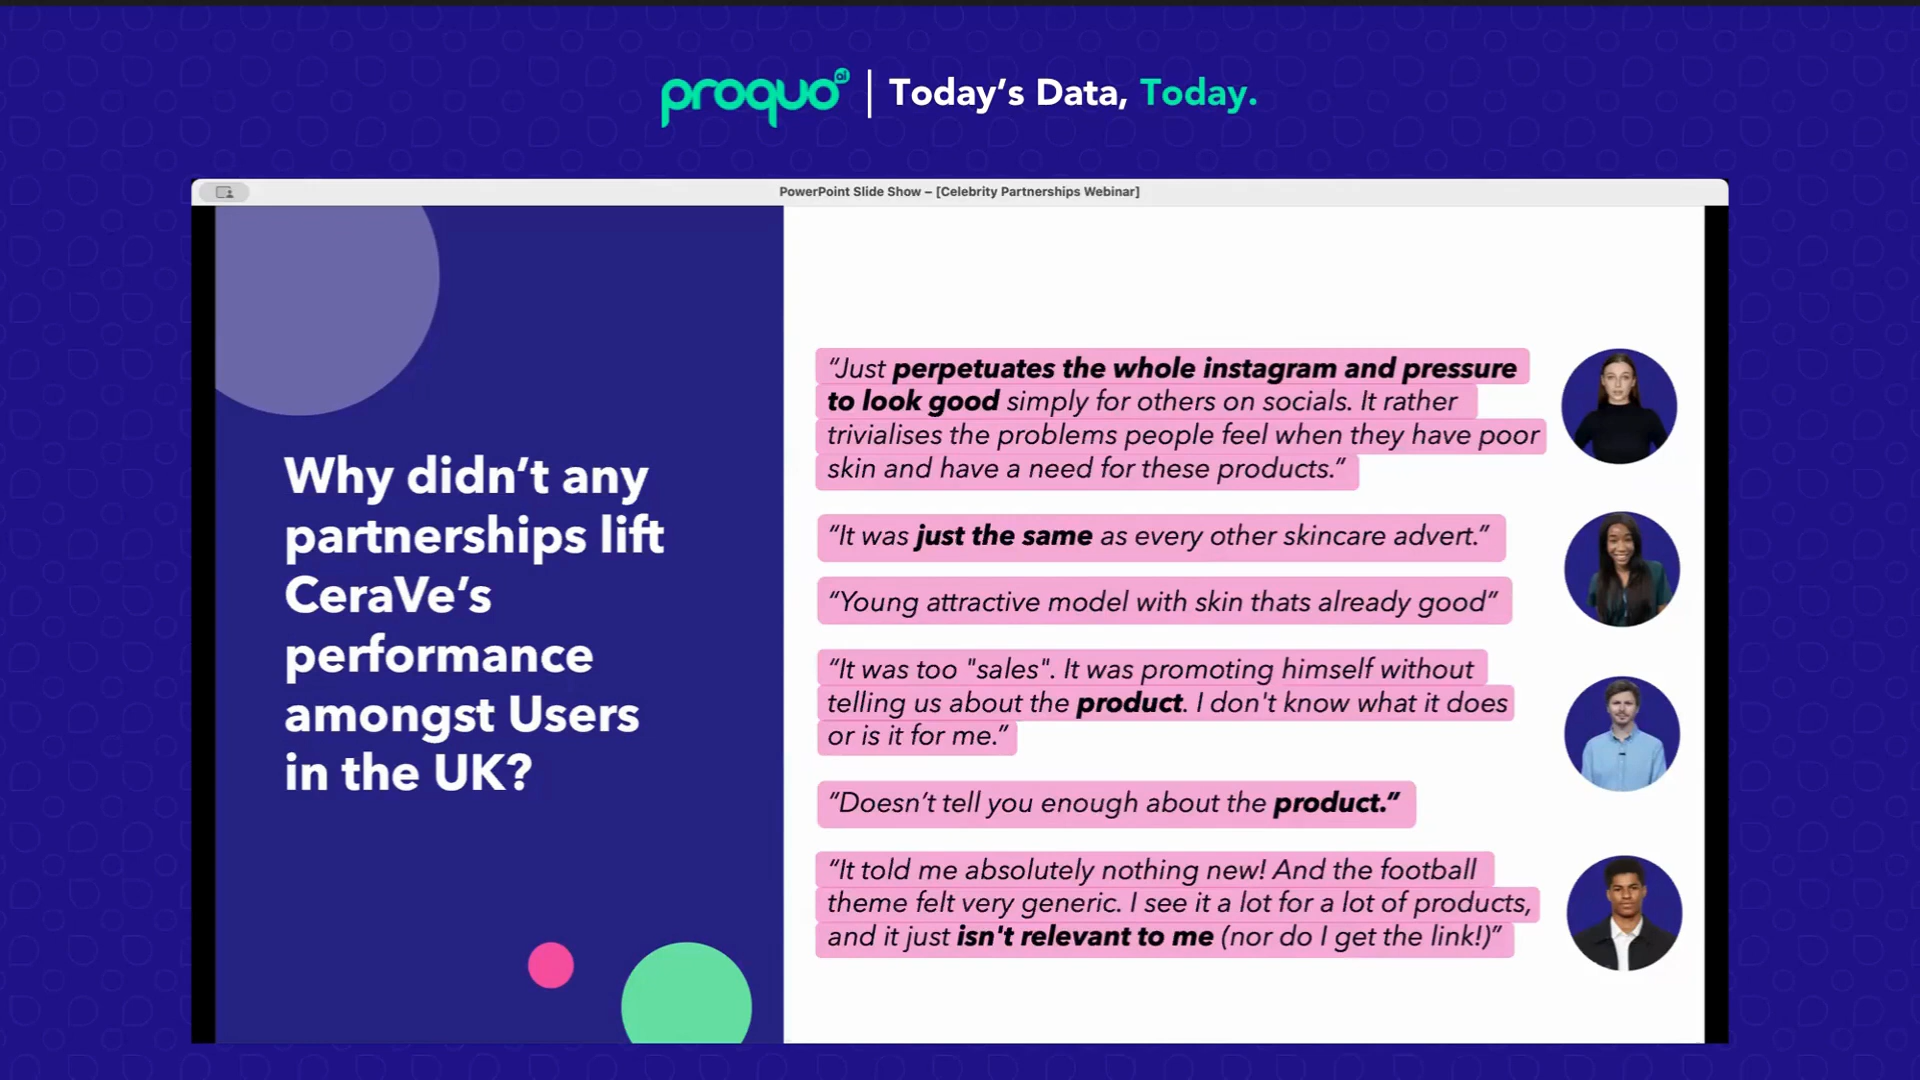 proquo ai | Today’s Data, Today.
PowerPoint Slide Show – [Celebrity Partnerships Webinar]
Why didn’t any
partnerships lift
CeraVe’s
performance
amongst Users
in the UK?
“Just perpetuates the whole instagram and pressure
to look good simply for others on socials. It rather
trivialises the problems people feel when they have poor
skin and have a need for these products.”
“It was just the same as every other skincare advert.”
“Young attractive model with skin thats already good”
“It was too "sales". It was promoting himself without
telling us about the product. I don't know what it does
or is it for me.”
“Doesn’t tell you enough about the product.”
“It told me absolutely nothing new! And the football
theme felt very generic. I see it a lot for a lot of products,
and it just isn't relevant to me (nor do I get the link!)”